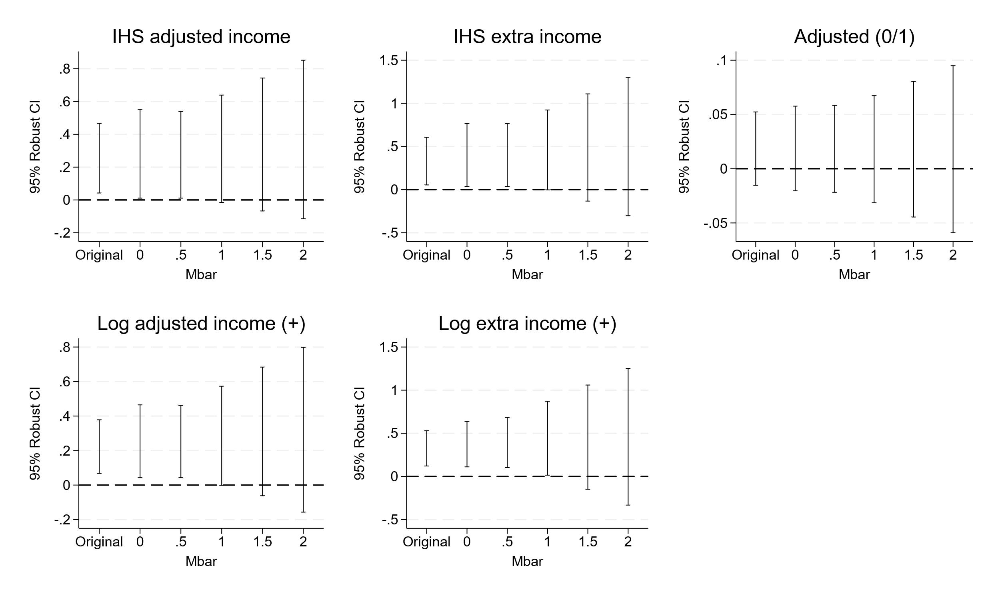 IHS adjusted income
95% Robust CI
.8
.6
.4
.2
0
-.2
Original 0 .5 1 1.5 2
Mbar
IHS extra income
95% Robust CI
1.5
1
.5
0
-.5
Original 0 .5 1 1.5 2
Mbar
Adjusted (0/1)
95% Robust CI
.1
.05
0
-.05
Original 0 .5 1 1.5 2
Mbar
Log adjusted income (+)
95% Robust CI
.8
.6
.4
.2
0
-.2
Original 0 .5 1 1.5 2
Mbar
Log extra income (+)
95% Robust CI
1.5
1
.5
0
-.5
Original 0 .5 1 1.5 2
Mbar